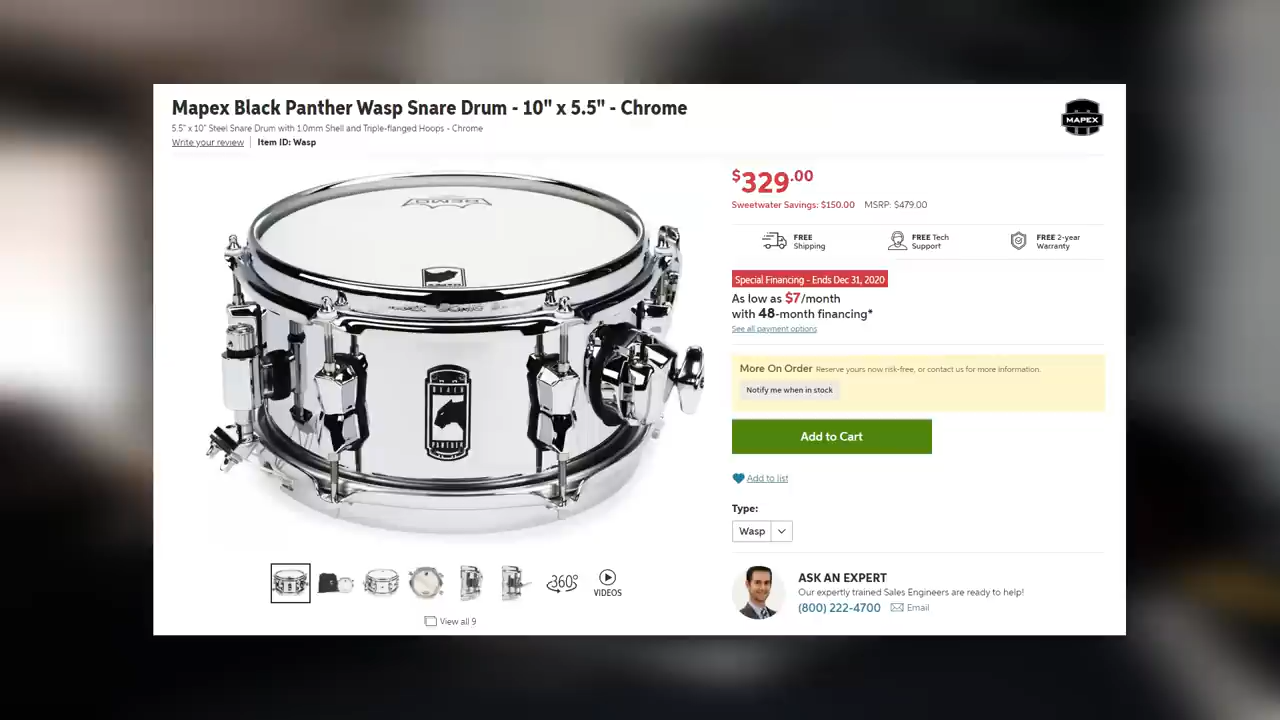 Mapex Black Panther Wasp Snare Drum - 10" x 5.5" - Chrome
5.5" x 10" Steel Snare Drum with 1.0mm Shell and Triple-flanged Hoops - Chrome
Write your review | Item ID: Wasp
MAPEX
REMO
BLACK
PANTHER
$329.00
Sweetwater Savings: $150.00 MSRP: $479.00
FREE Shipping
FREE Tech Support
FREE 2-year Warranty
Special Financing - Ends Dec 31, 2020
As low as $7/month
with 48-month financing*
See all payment options
More On Order Reserve yours now risk-free, or contact us for more information.
Notify me when in stock
Add to Cart
Add to list
Type:
Wasp
360°
VIDEOS
View all 9
ASK AN EXPERT
Our expertly trained Sales Engineers are ready to help!
(800) 222-4700 Email